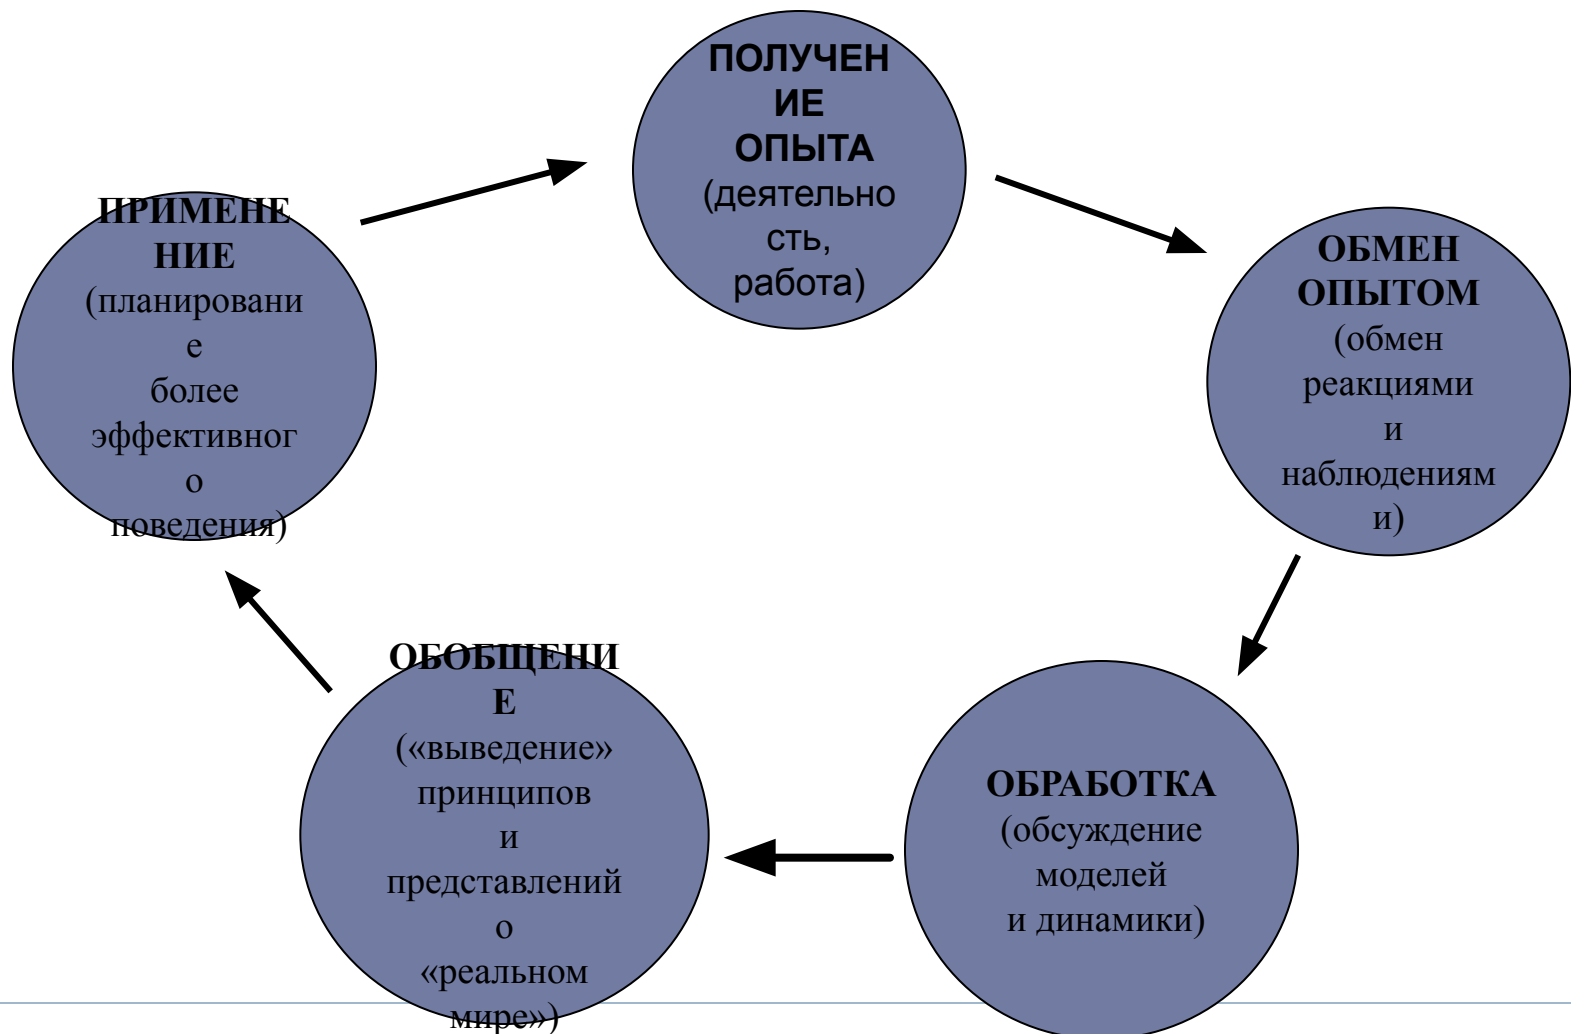 ПОЛУЧЕН
ИЕ
ОПЫТА
(деятельно
сть,
работа)
ОБМЕН
ОПЫТОМ
(обмен
реакциями
и
наблюдениям
и)
ОБРАБОТКА
(обсуждение
моделей
и динамики)
ОБОБЩЕНИ
Е
(«выведение»
принципов
и
представлений
о
«реальном
мире»)
ПРИМЕНЕ
НИЕ
(планировани
е
более
эффективног
о
поведения)